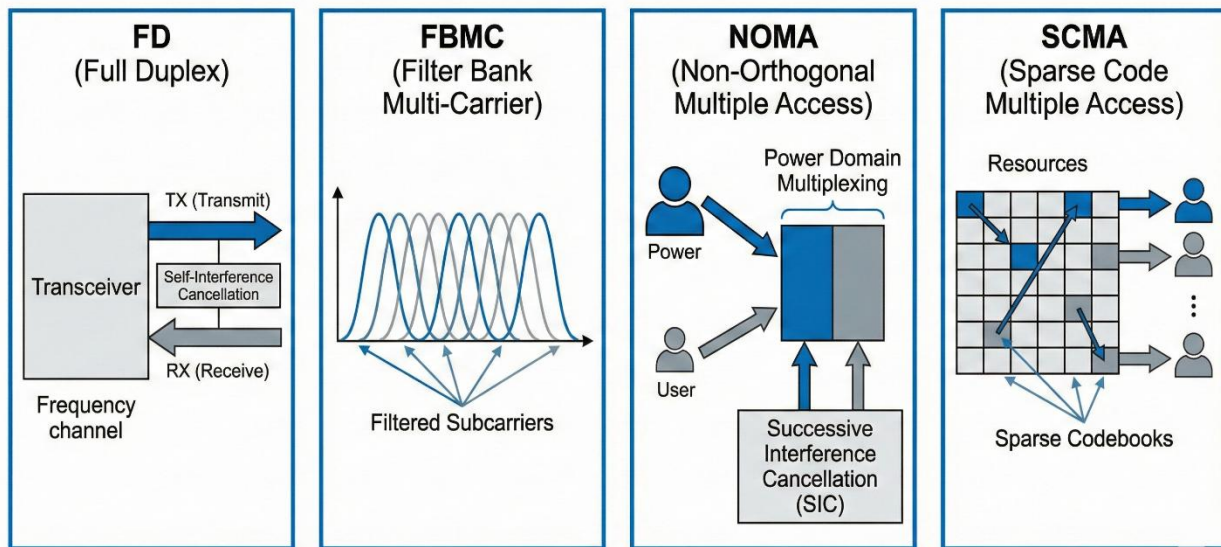 FD
(Full Duplex)
TX (Transmit)
Transceiver
Self-Interference
Cancellation
RX (Receive)
Frequency
channel
FBMC
(Filter Bank
Multi-Carrier)
Filtered Subcarriers
NOMA
(Non-Orthogonal
Multiple Access)
Power Domain
Multiplexing
Power
User
Successive
Interference
Cancellation
(SIC)
SCMA
(Sparse Code
Multiple Access)
Resources
Sparse Codebooks